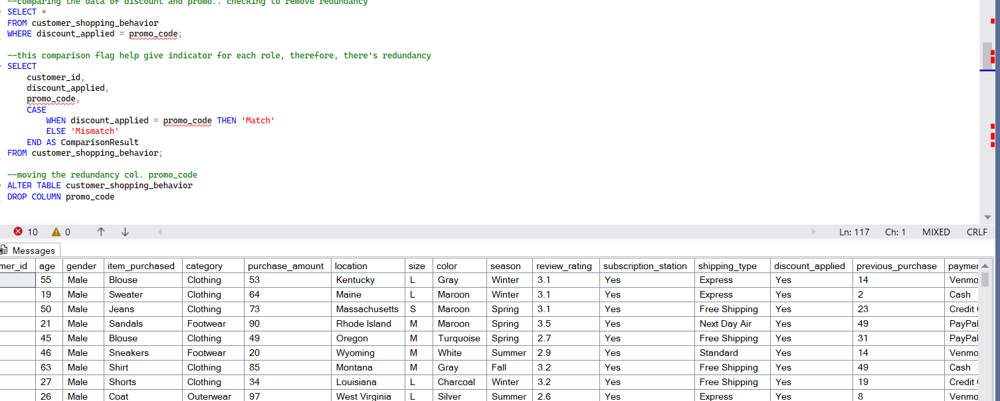 --comparing the data of discount and promo.. checking to remove redundancy
SELECT *
FROM customer_shopping_behavior
WHERE discount_applied = promo_code;
--this comparison flag help give indicator for each role, therefore, there's redundancy
SELECT
customer_id,
discount_applied,
promo_code,
CASE
WHEN discount_applied = promo_code THEN 'Match'
ELSE 'Mismatch'
END AS ComparisonResult
FROM customer_shopping_behavior;
--moving the redundancy col. promo_code
ALTER TABLE customer_shopping_behavior
DROP COLUMN promo_code
10 0 Ln: 117 Ch: 1 MIXED CRLF
Messages
mer_id age gender item_purchased category purchase_amount location size color season review_rating subscription_station shipping_type discount_applied previous_purchase paymer
55 Male Blouse Clothing 53 Kentucky L Gray Winter 3.1 Yes Express Yes 14 Venmo
19 Male Sweater Clothing 64 Maine L Maroon Winter 3.1 Yes Express Yes 2 Cash
50 Male Jeans Clothing 73 Massachusetts S Maroon Spring 3.1 Yes Free Shipping Yes 23 Credit
21 Male Sandals Footwear 90 Rhode Island M Maroon Spring 3.5 Yes Next Day Air Yes 49 PayPal
45 Male Blouse Clothing 49 Oregon M Turquoise Spring 2.7 Yes Free Shipping Yes 31 PayPal
46 Male Sneakers Footwear 20 Wyoming M White Summer 2.9 Yes Standard Yes 14 Venmo
63 Male Shirt Clothing 85 Montana M Gray Fall 3.2 Yes Free Shipping Yes 49 Cash
27 Male Shorts Clothing 34 Louisiana L Charcoal Winter 3.2 Yes Free Shipping Yes 19 Credit
26 Male Coat Outerwear 97 West Virginia L Silver Summer 2.6 Yes Express Yes 8 Venmo